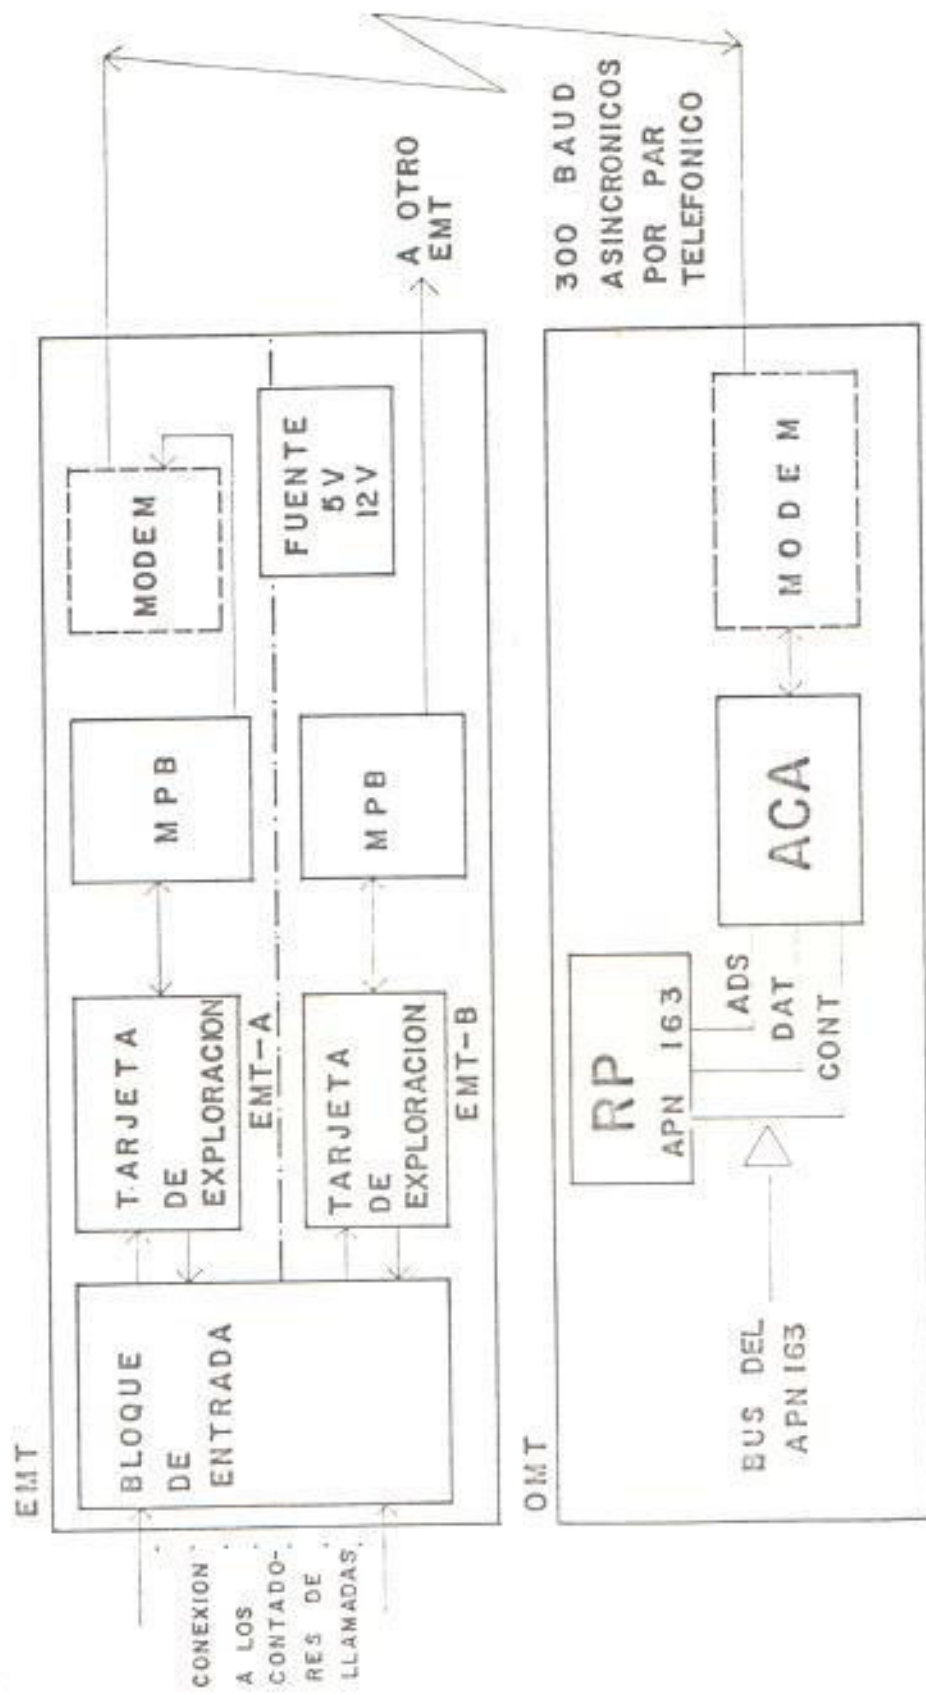 EMT
CONEXION
A LOS
CONTADO-
RES DE
LLAMADAS
BLOQUE
DE
ENTRADA
TARJETA
DE
EXPLORACION
EMT-A
MPB
MODEM
TARJETA
DE
EXPLORACION
EMT-B
MPB
FUENTE
5V
12V
A OTRO
EMT
300 BAUD
ASINCRONICOS
POR PAR
TELEFONICO
OMT
BUS DEL
APN 163
RP
APN 163
ADS
DAT
CONT
ACA
MODEM